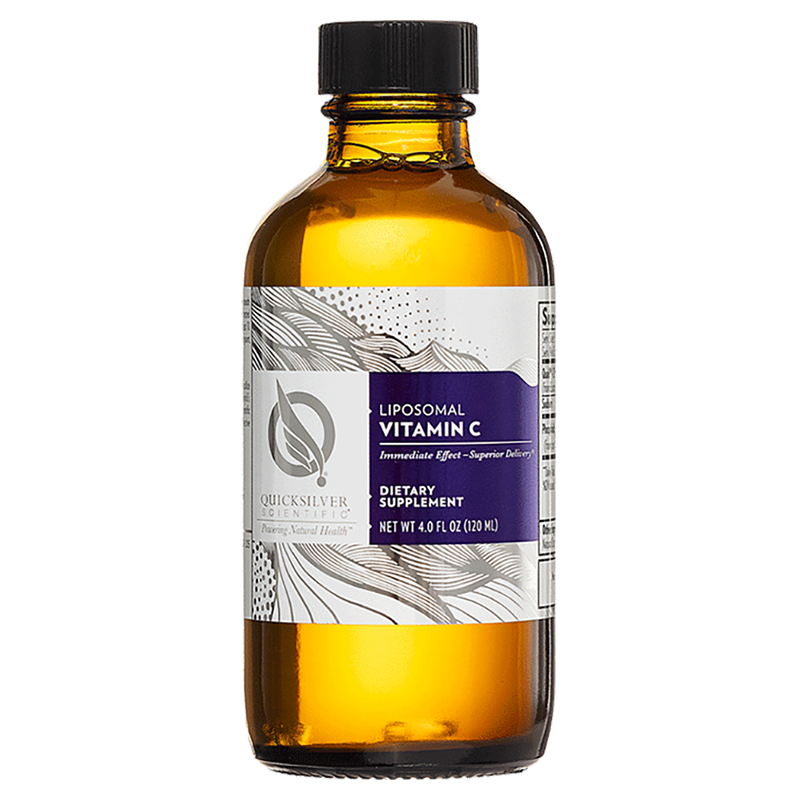 LIPOSOMAL
VITAMIN C
Immediate Effect – Superior Delivery®
DIETARY
SUPPLEMENT
NET WT 4.0 FL OZ (120 ML)
QUICKSILVER
SCIENTIFIC®
Powering Natural Health™